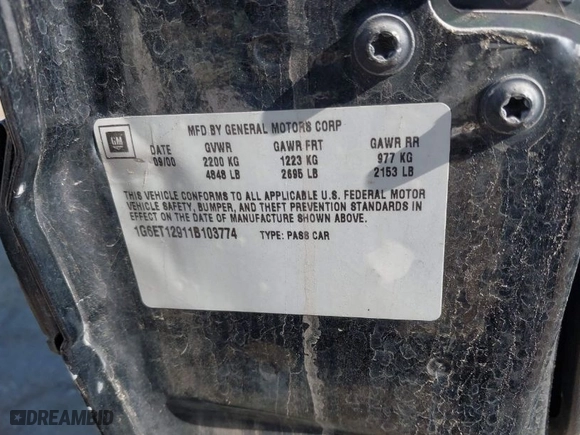 MFD BY GENERAL MOTORS CORP
GM
DATE GVWR GAWR FRT GAWR RR
09/00 2200 KG 1223 KG 977 KG
4848 LB 2695 LB 2153 LB
THIS VEHICLE CONFORMS TO ALL APPLICABLE U.S. FEDERAL MOTOR
VEHICLE SAFETY, BUMPER, AND THEFT PREVENTION STANDARDS IN
EFFECT ON THE DATE OF MANUFACTURE SHOWN ABOVE.
1G6ET12911B103774 TYPE: PASS CAR
DREAMBID